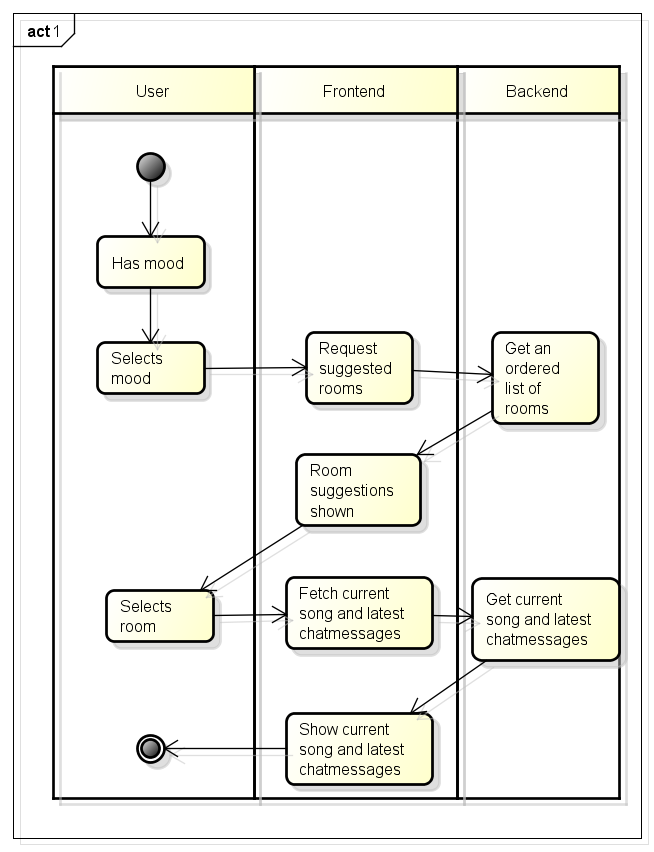 act 1
User
Frontend
Backend
Has mood
Selects
mood
Request
suggested
rooms
Get an
ordered
list of
rooms
Room
suggestions
shown
Selects
room
Fetch current
song and latest
chatmessages
Get current
song and latest
chatmessages
Show current
song and latest
chatmessages